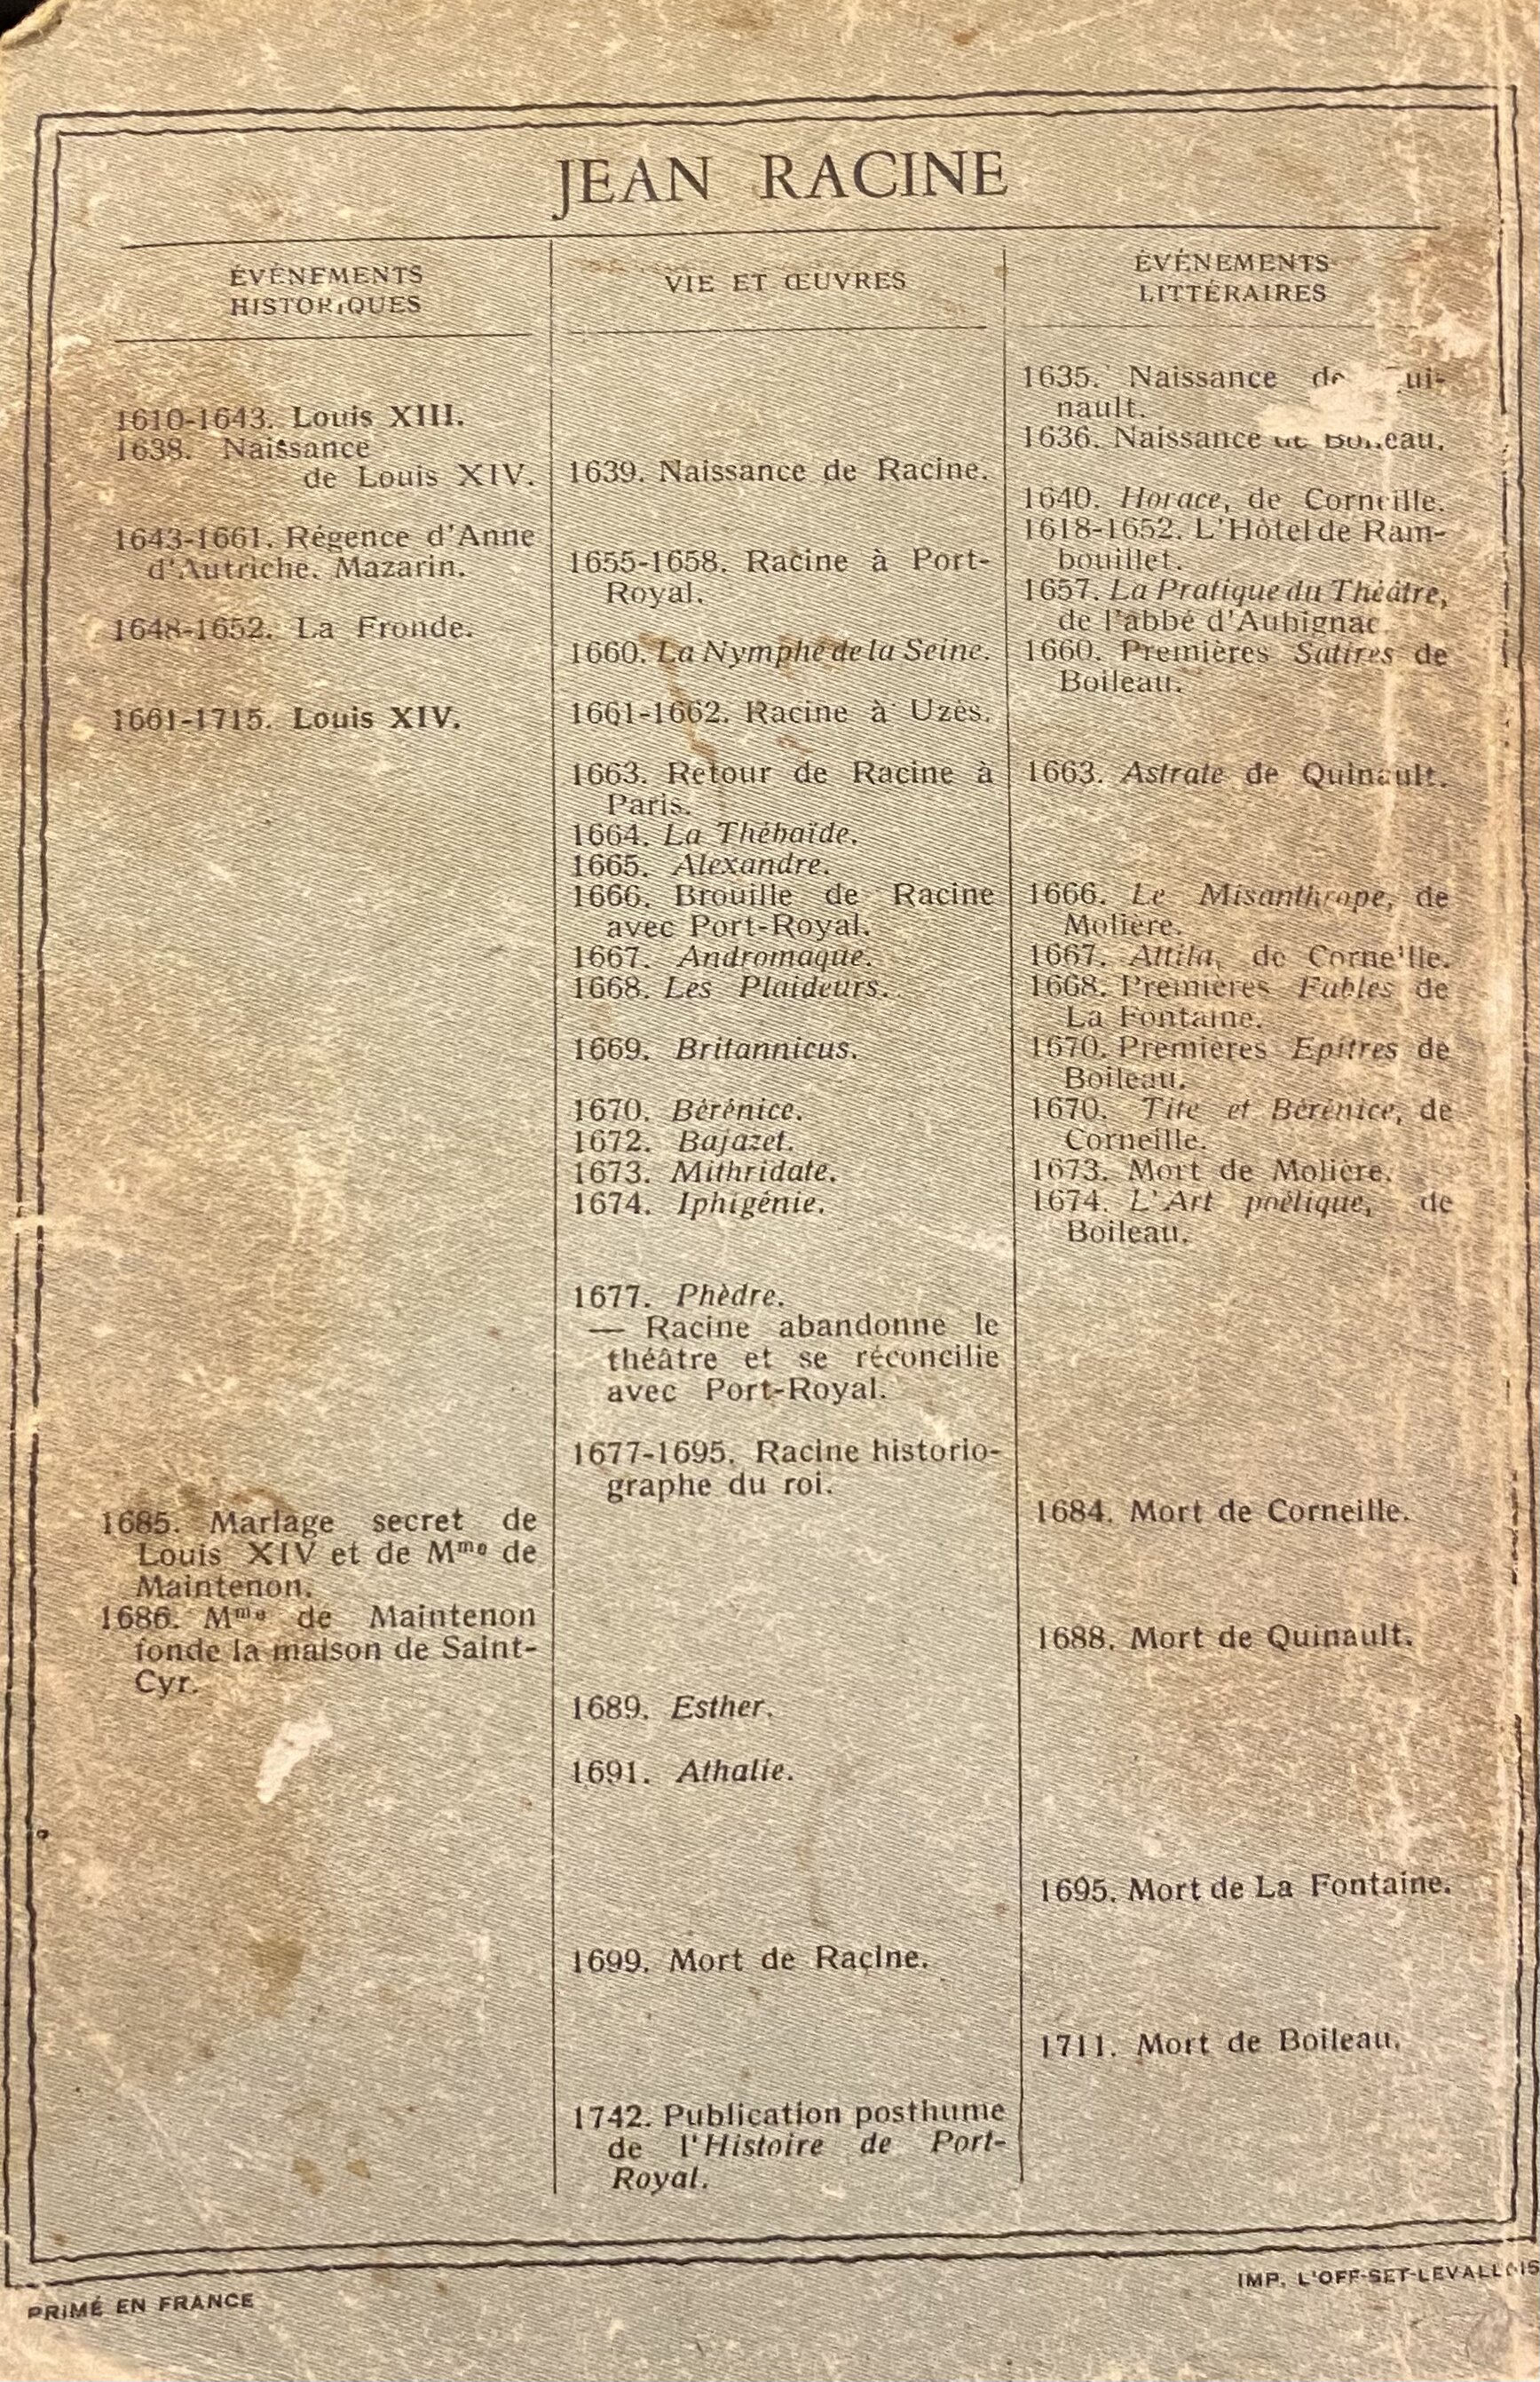 JEAN RACINE
ÉVÉNEMENTS
HISTORIQUES
1610-1643. Louis XIII.
1638. Naissance
de Louis XIV.
1643-1661. Régence d'Anne
d'Autriche. Mazarin.
1648-1652. La Fronde.
1661-1715. Louis XIV.
1685. Mariage secret de
Louis XIV et de Mme de
Maintenon.
1686. Mme de Maintenon
fonde la maison de Saint-
Cyr.
VIE ET ŒUVRES
1639. Naissance de Racine.
1655-1658. Racine à Port-
Royal.
1660. La Nymphe de la Seine.
1661-1662. Racine à Uzès.
1663. Retour de Racine à
Paris.
1664. La Thébaïde.
1665. Alexandre.
1666. Brouille de Racine
avec Port-Royal.
1667. Andromaque.
1668. Les Plaideurs.
1669. Britannicus.
1670. Bérénice.
1672. Bajazet.
1673. Mithridate.
1674. Iphigénie.
1677. Phèdre.
— Racine abandonne le
théâtre et se réconcilie
avec Port-Royal.
1677-1695. Racine historio-
graphe du roi.
1689. Esther.
1691. Athalie.
1699. Mort de Racine.
1742. Publication posthume
de l'Histoire de Port-
Royal.
ÉVÉNEMENTS
LITTÉRAIRES
1635. Naissance de ui-
nault.
1636. Naissance de Boileau.
1640. Horace, de Corneille.
1618-1652. L'Hôtel de Ram-
bouillet.
1657. La Pratique du Théâtre,
de l'abbé d'Aubignac
1660. Premières Satires de
Boileau.
1663. Astrate de Quinault.
1666. Le Misanthrope, de
Molière.
1667. Attila, de Corneille.
1668. Premières Fables de
La Fontaine.
1670. Premières Epîtres de
Boileau.
1670. Tite et Bérénice, de
Corneille.
1673. Mort de Molière.
1674. L'Art poétique, de
Boileau.
1684. Mort de Corneille.
1688. Mort de Quinault.
1695. Mort de La Fontaine.
1711. Mort de Boileau.
PRIMÉ EN FRANCE
IMP. L'OFF-SET-LEVALLOIS